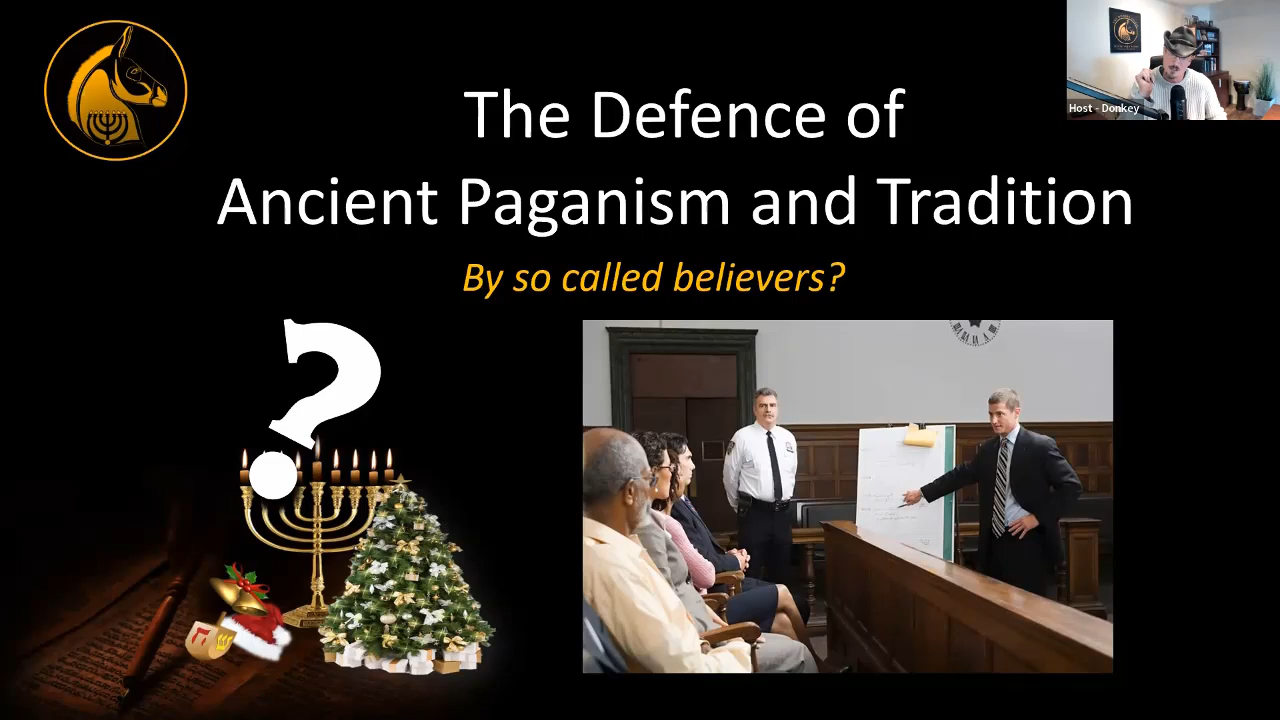 The Defence of
Ancient Paganism and Tradition
By so called believers?
Host - Donkey